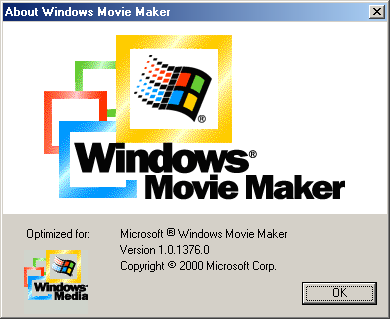 About Windows Movie Maker
®
Windows®
Movie Maker
Optimized for:
Microsoft ® Windows Movie Maker
Version 1.0.1376.0
Copyright © 2000 Microsoft Corp.
Windows
Media
OK